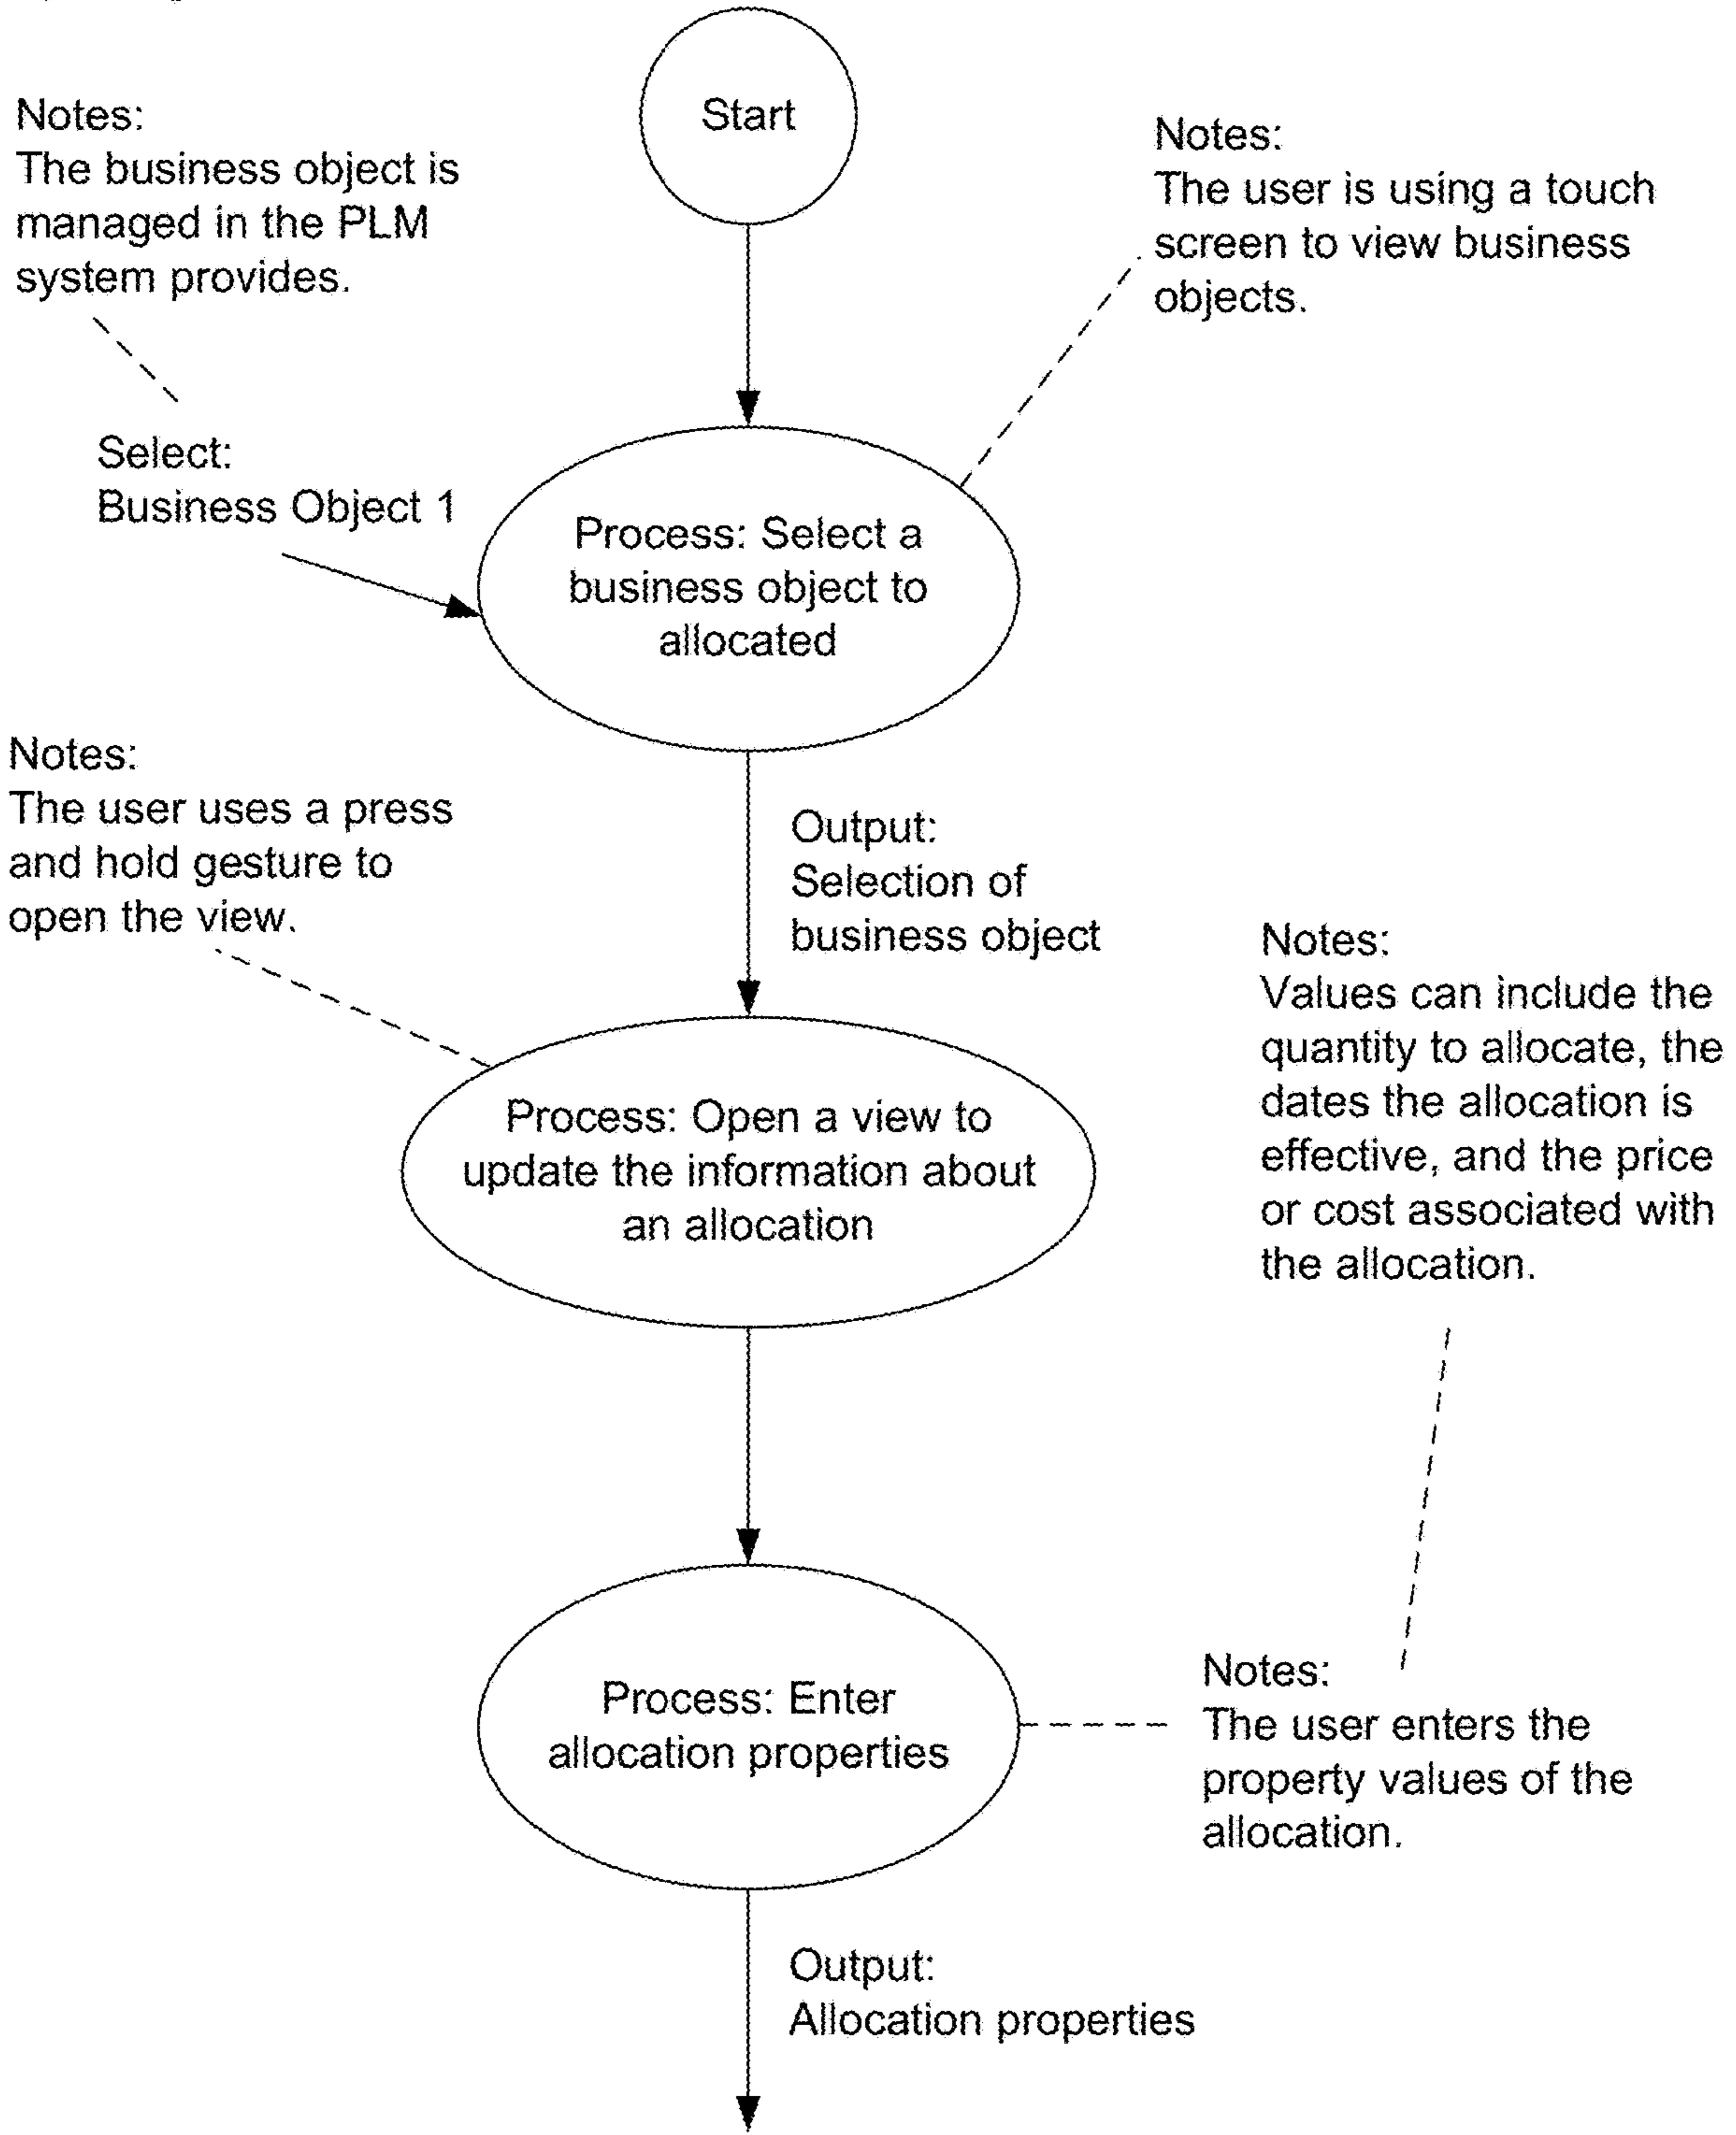 Start
Notes:
The business object is
managed in the PLM
system provides.
Notes:
The user is using a touch
screen to view business
objects.
Select:
Business Object 1
Process: Select a
business object to
allocated
Notes:
The user uses a press
and hold gesture to
open the view.
Output:
Selection of
business object
Notes:
Values can include the
quantity to allocate, the
dates the allocation is
effective, and the price
or cost associated with
the allocation.
Process: Open a view to
update the information about
an allocation
Process: Enter
allocation properties
Notes:
The user enters the
property values of the
allocation.
Output:
Allocation properties